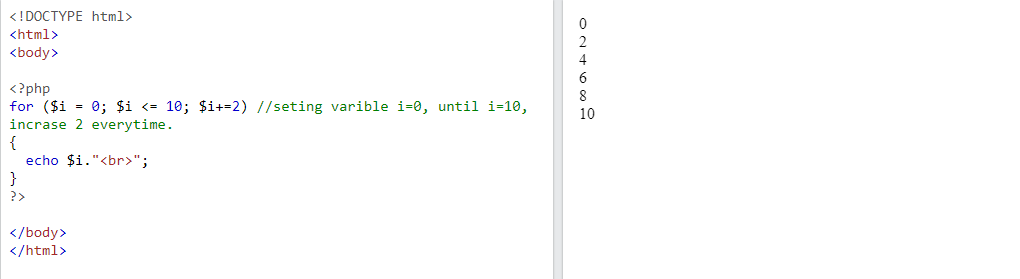 <!DOCTYPE html>
<html>
<body>
<?php
for ($i = 0; $i <= 10; $i+=2) //seting varible i=0, until i=10,
incrase 2 everytime.
{
  echo $i."<br>";
}
?>
</body>
</html>
0
2
4
6
8
10